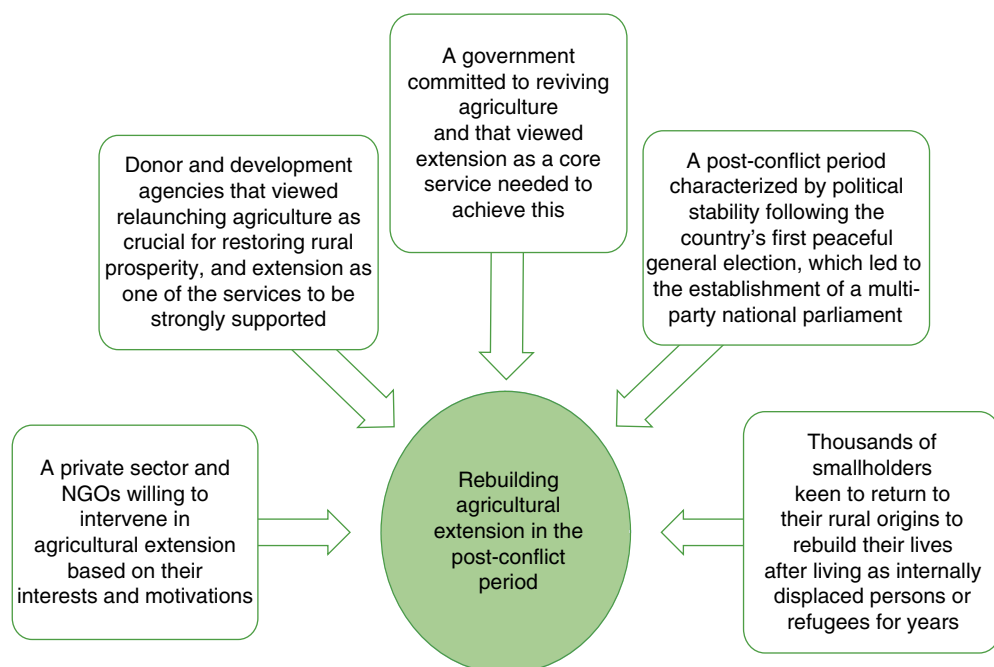 A government
committed to reviving
agriculture
and that viewed
extension as a core
service needed to
achieve this
Donor and development
agencies that viewed
relaunching agriculture as
crucial for restoring rural
prosperity, and extension as
one of the services to be
strongly supported
A post-conflict period
characterized by political
stability following the
country’s first peaceful
general election, which led to
the establishment of a multi-
party national parliament
A private sector and
NGOs willing to
intervene in
agricultural extension
based on their
interests and motivations
Rebuilding
agricultural
extension in the
post-conflict
period
Thousands of
smallholders
keen to return to
their rural origins to
rebuild their lives
after living as internally
displaced persons or
refugees for years